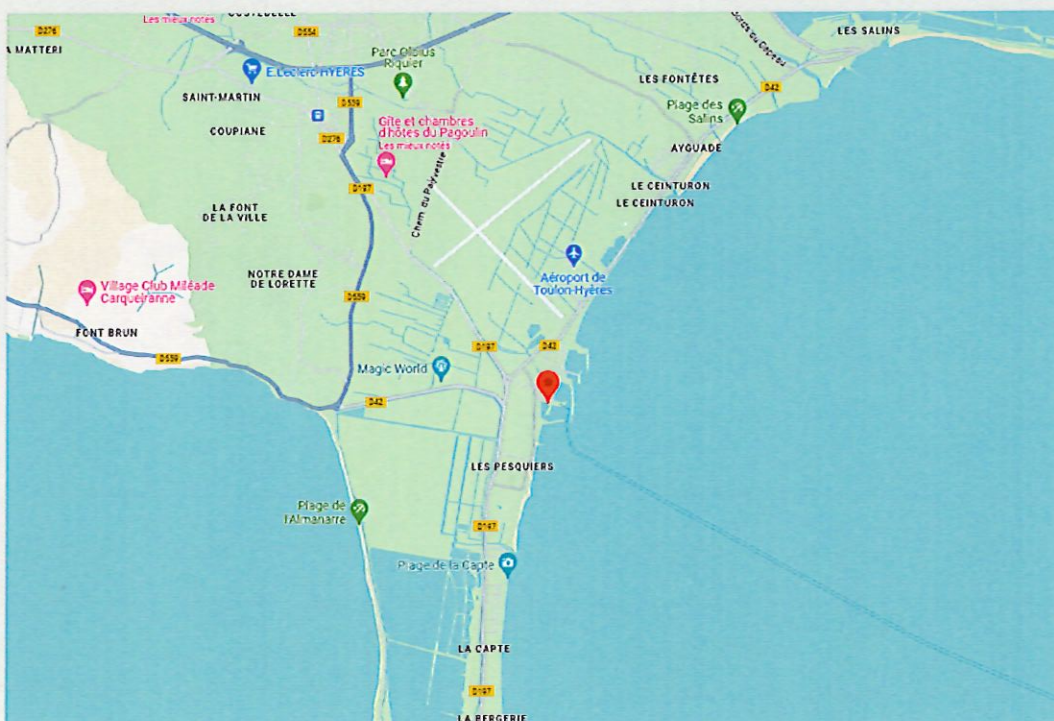 COSTEBELLE
D276
Les mieux notés
D554
LES SALINS
Parc Olbius
Riquier
E.Leclerc HYERES
LES FONTÊTES
D42
SAINT-MARTIN
D559
Plage des
Salins
COUPIANE
D276
Gîte et chambres
d'hôtes du Pagoulin
Les mieux notés
AYGUADE
Chem. du Palyvestre
D197
LE CEINTURON
LE CEINTURON
LA FONT
DE LA VILLE
NOTRE DAME
DE LORETTE
Aéroport de
Toulon-Hyères
Village Club Miléade
Carqueiranne
D559
FONT BRUN
D559
D197
D42
Magic World
D42
LES PESQUIERS
Plage de
l'Almanarre
D197
Plage de la Capte
LA CAPTE
D197
LA BERGERIE